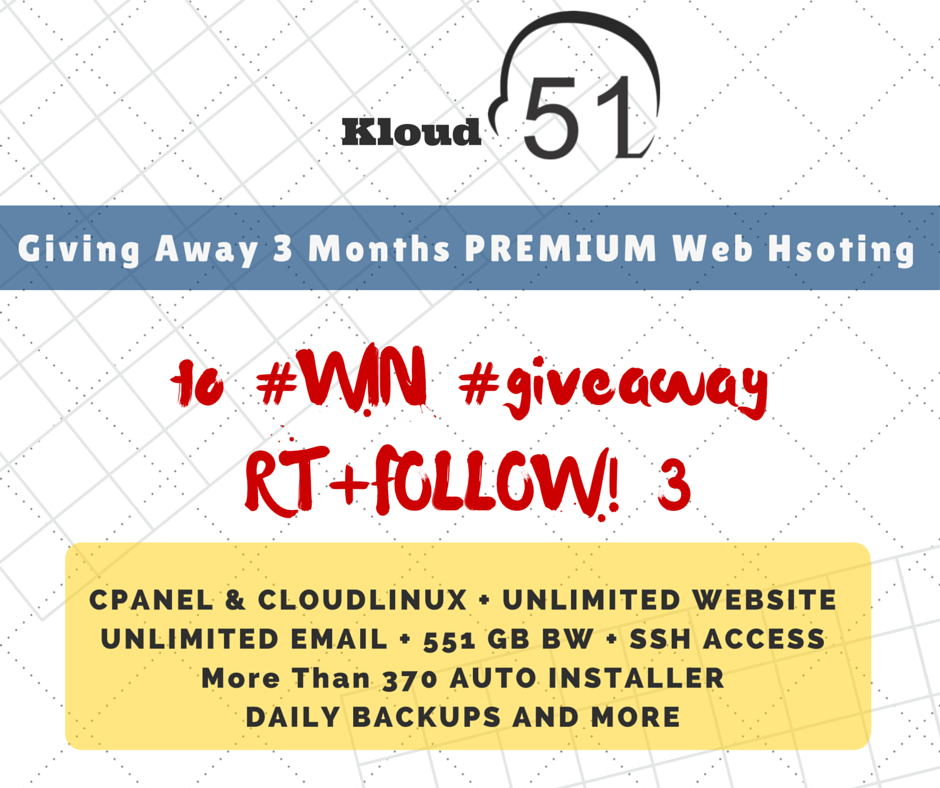 Kloud 51
Giving Away 3 Months PREMIUM Web Hsoting
to #WIN #giveaway
RT+fOLLOW! 3
CPANEL & CLOUDLINUX + UNLIMITED WEBSITE
UNLIMITED EMAIL + 551 GB BW + SSH ACCESS
More Than 370 AUTO INSTALLER
DAILY BACKUPS AND MORE